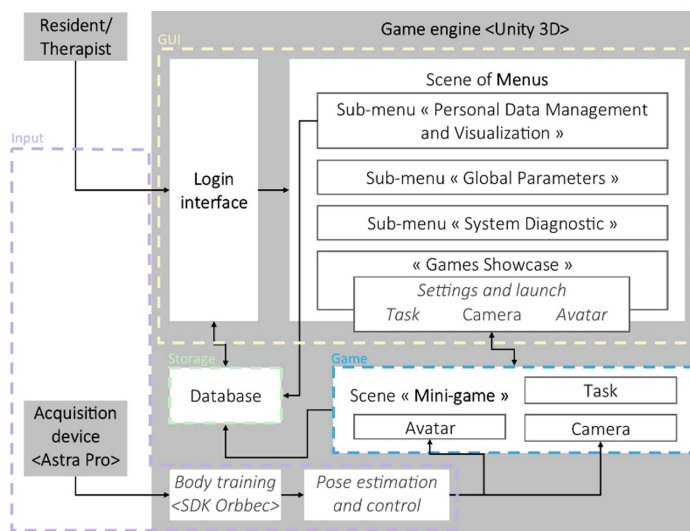 Resident/
Therapist
Game engine <Unity 3D>
GUI
Scene of Menus
Sub-menu « Personal Data Management
and Visualization »
Input
Login
interface
Sub-menu « Global Parameters »
Sub-menu « System Diagnostic »
« Games Showcase »
Settings and launch
Task Camera Avatar
Storage
Game
Database
Scene « Mini-game »
Task
Avatar
Camera
Acquisition
device
<Astra Pro>
Body training
<SDK Orbbec>
Pose estimation
and control